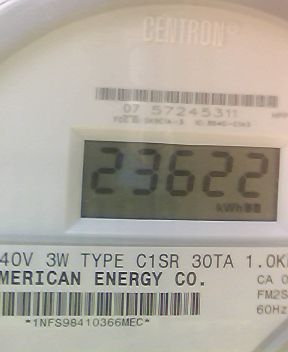 CENTRON®
07 57245311
23622
kWh
40V 3W TYPE C1SR 30TA 1.0K
MERICAN ENERGY CO.
CA 0
FM2S
60Hz
*1NFS98410366MEC*